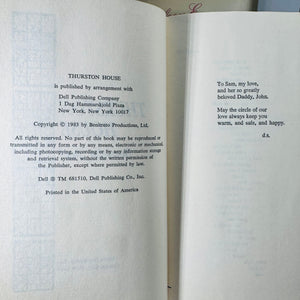 THURSTON HOUSE
is published by arrangement with
Dell Publishing Company
1 Dag Hammarskjold Plaza
New York, New York 10017
Copyright © 1983 by Benitreto Productions, Ltd.
All rights reserved. No part of this book may be reproduced or
transmitted in any form or by any means, electronic or mechanical,
including photocopying, recording or by any information storage
and retrieval system, without the written permission of
the Publisher, except where permitted by law.
Dell ® TM 681510, Dell Publishing Co., Inc.
Printed in the United States of America
To Sam, my love,
and her so greatly
beloved Daddy, John.
May the circle of our
love always keep you
warm, and safe, and happy.
d.s.